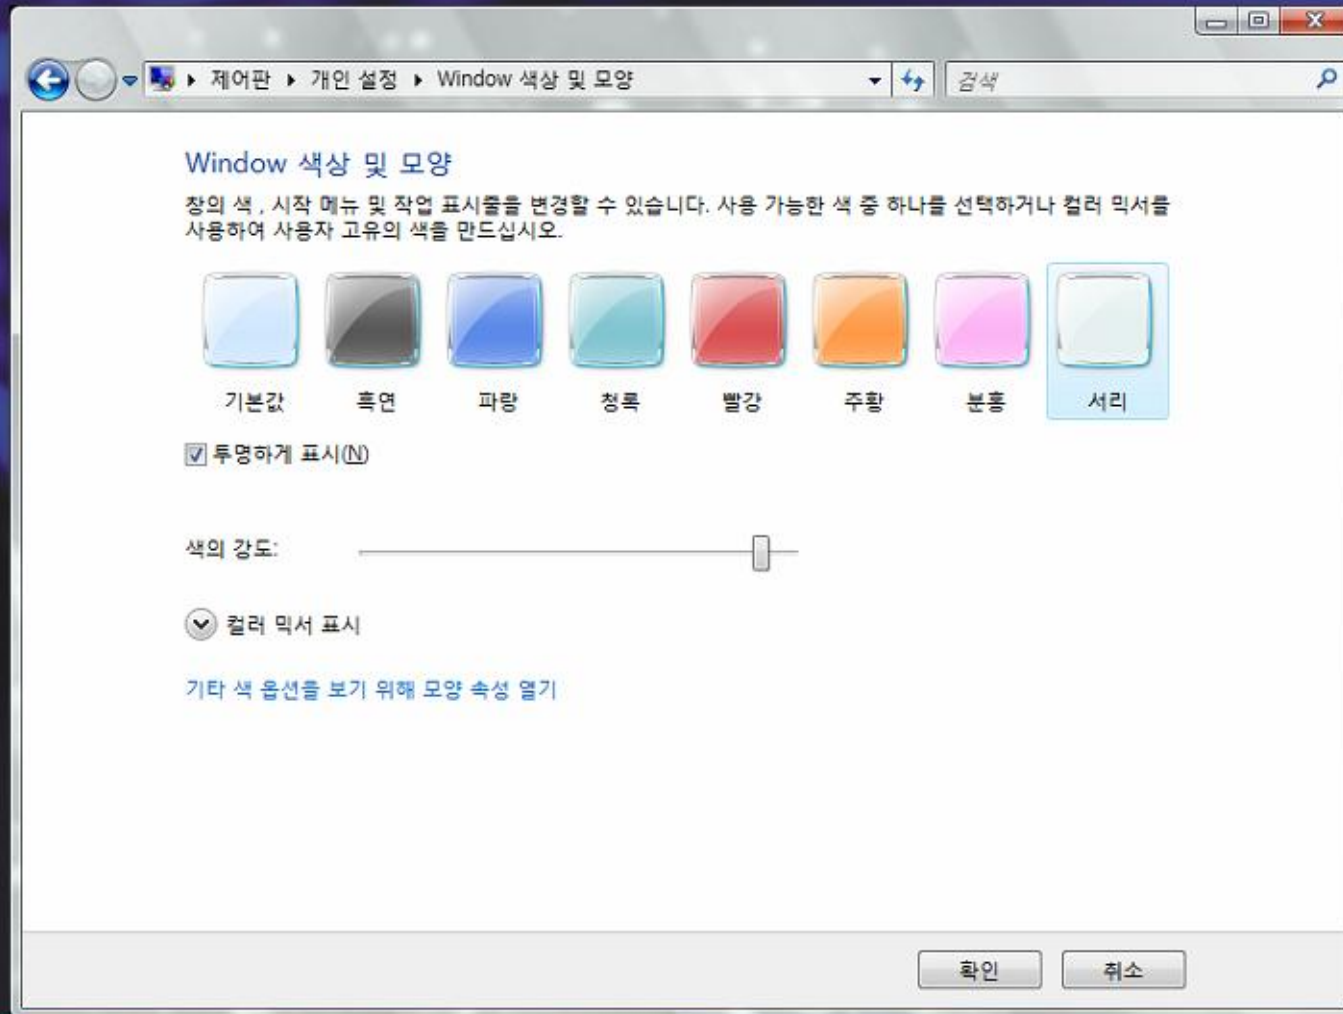 제어판 ▸ 개인 설정 ▸ Window 색상 및 모양
검색
Window 색상 및 모양
창의 색 , 시작 메뉴 및 작업 표시줄을 변경할 수 있습니다. 사용 가능한 색 중 하나를 선택하거나 컬러 믹서를
사용하여 사용자 고유의 색을 만드십시오.
기본값 흑연 파랑 청록 빨강 주황 분홍 서리
투명하게 표시(N)
색의 강도:
컬러 믹서 표시
기타 색 옵션을 보기 위해 모양 속성 열기
확인 취소